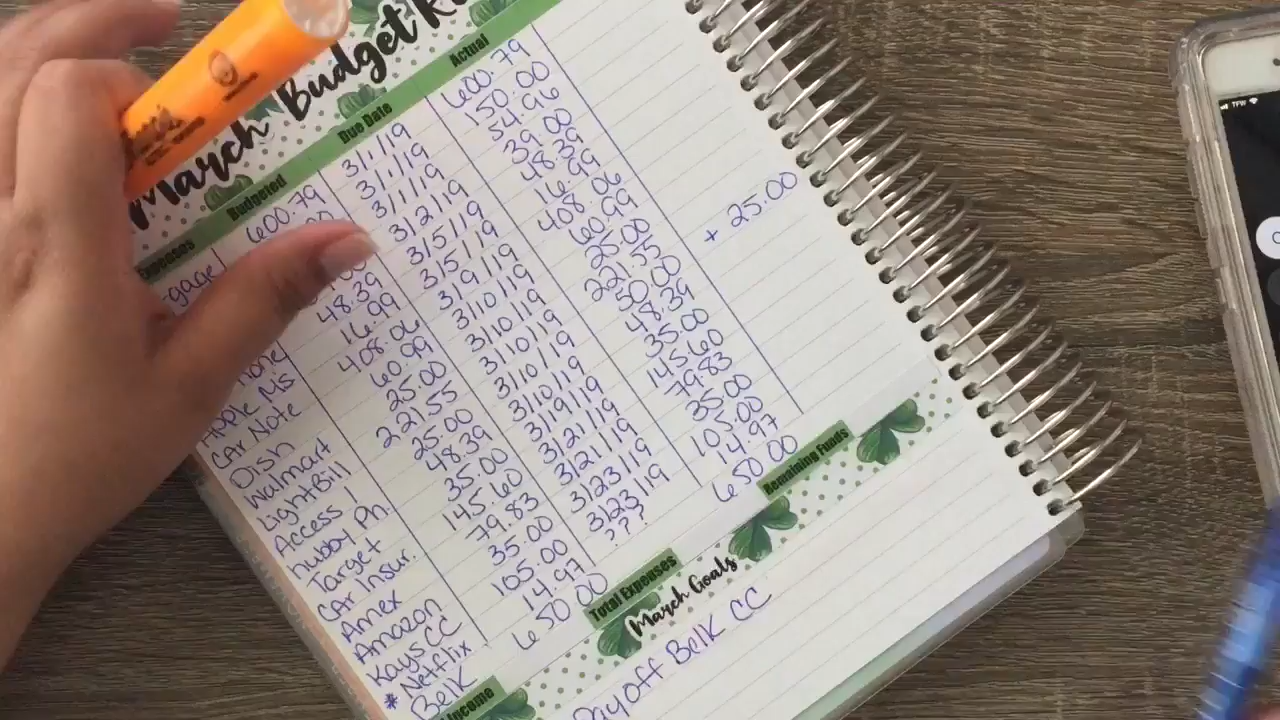 March Budget
Expenses
gage
Apple Ms
Car Note
Dish
Walmart
Light Bill
Access 1
hubby Ph.
Target
Car Insur.
Amex
Amazon
Kays CC
*Netflix
Belk
Budgeted
600.79
48.39
16.99
408.06
60.99
25.00
221.55
25.00
48.39
35.00
145.60
79.83
35.00
105.00
14.97
650.00
Due Date
3/1/19
3/1/19
3/1/19
3/2/19
3/5/19
3/5/19
3/9/19
3/10/19
3/10/19
3/10/19
3/10/19
3/19/19
3/21/19
3/21/19
3/23/19
3/23/19
???
Actual
600.79
150.00
54.96
39.00
48.39
16.99
408.06
60.99
25.00
221.55
50.00
48.39
35.00
145.60
79.83
35.00
105.00
14.97
650.00
+ 25.00
Income
Total Expenses
Remaining Funds
March Goals
Payoff Belk CC
TFW